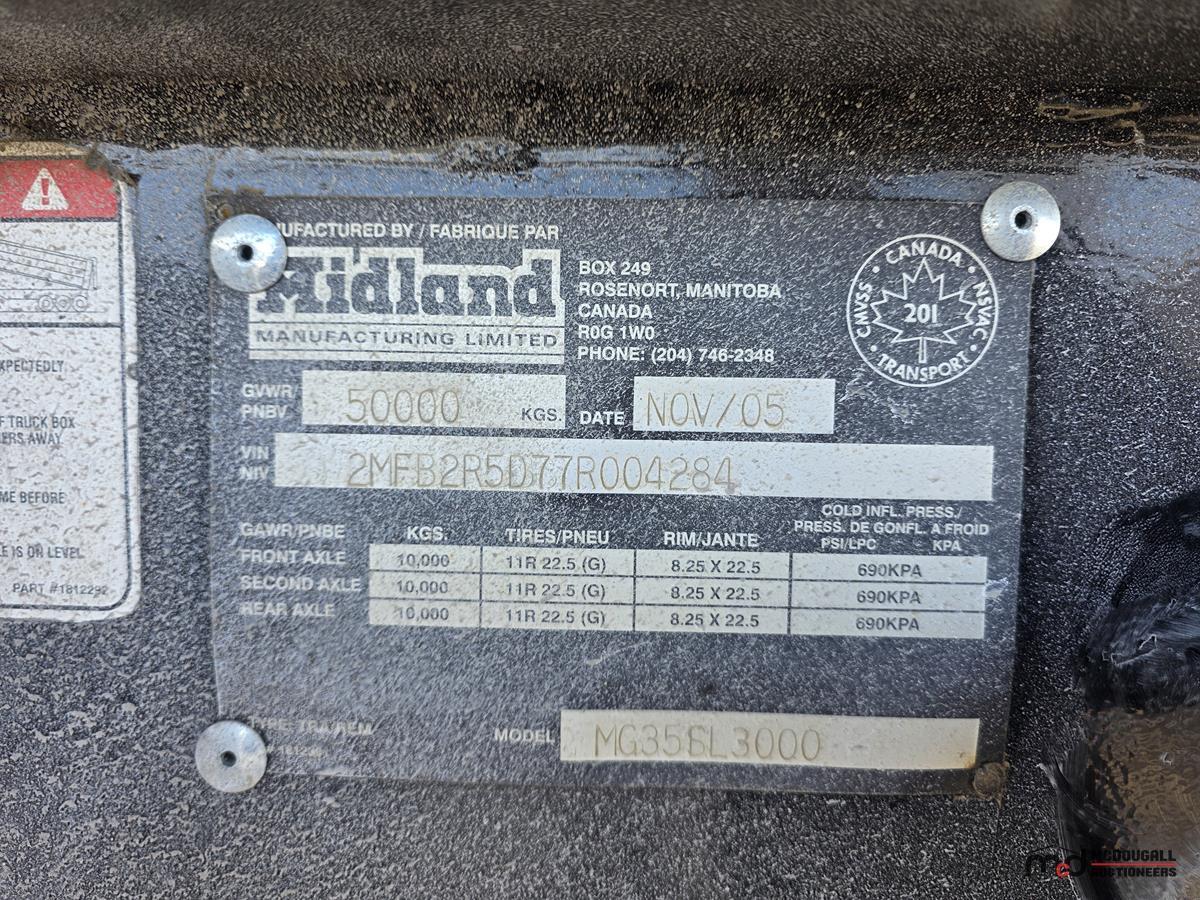 UFACTURED BY / FABRIQUE PAR
Midland
MANUFACTURING LIMITED
BOX 249
ROSENORT, MANITOBA
CANADA
R0G 1W0
PHONE: (204) 746-2348
CANADA
CMVSS 201 NSVAC
TRANSPORT
GVWR/
PNBV 50000 KGS. DATE NOV/05
VIN
NIV 2MFB2R5D77R004284
COLD INFL. PRESS./
GAWR/PNBE KGS. TIRES/PNEU RIM/JANTE PRESS. DE GONFL. A FROID
PSI/LPC KPA
FRONT AXLE 10,000 11R 22.5 (G) 8.25 X 22.5 690KPA
SECOND AXLE 10,000 11R 22.5 (G) 8.25 X 22.5 690KPA
REAR AXLE 10,000 11R 22.5 (G) 8.25 X 22.5 690KPA
TYPE: TRA/REM
MODEL MG35SL3000
XPECTEDLY
F TRUCK BOX
ERS AWAY
ME BEFORE
E IS ON LEVEL
PART #1812292
mcd MCDOUGALL
AUCTIONEERS